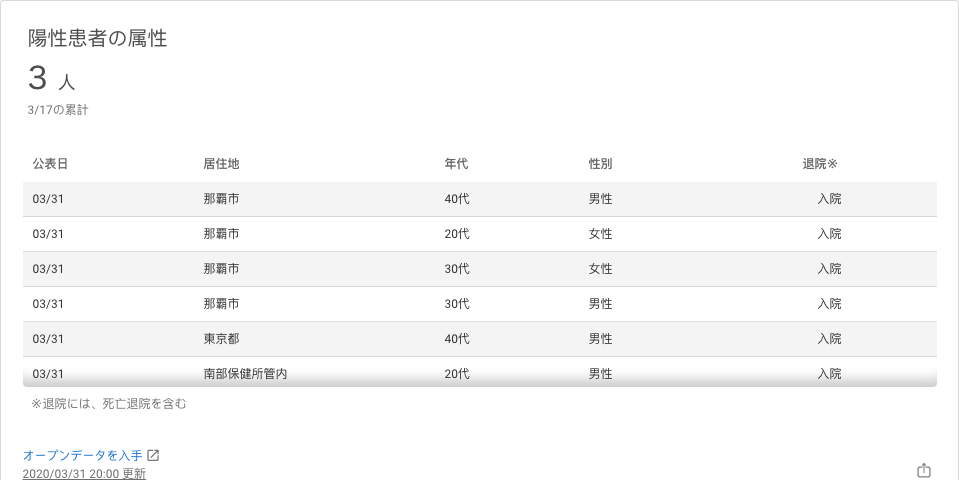 陽性患者の属性
3 人
3/17の累計
公表日 居住地 年代 性別 退院※
03/31 那覇市 40代 男性 入院
03/31 那覇市 20代 女性 入院
03/31 那覇市 30代 女性 入院
03/31 那覇市 30代 男性 入院
03/31 東京都 40代 男性 入院
03/31 南部保健所管内 20代 男性 入院
※退院には、死亡退院を含む
オープンデータを入手
2020/03/31 20:00 更新